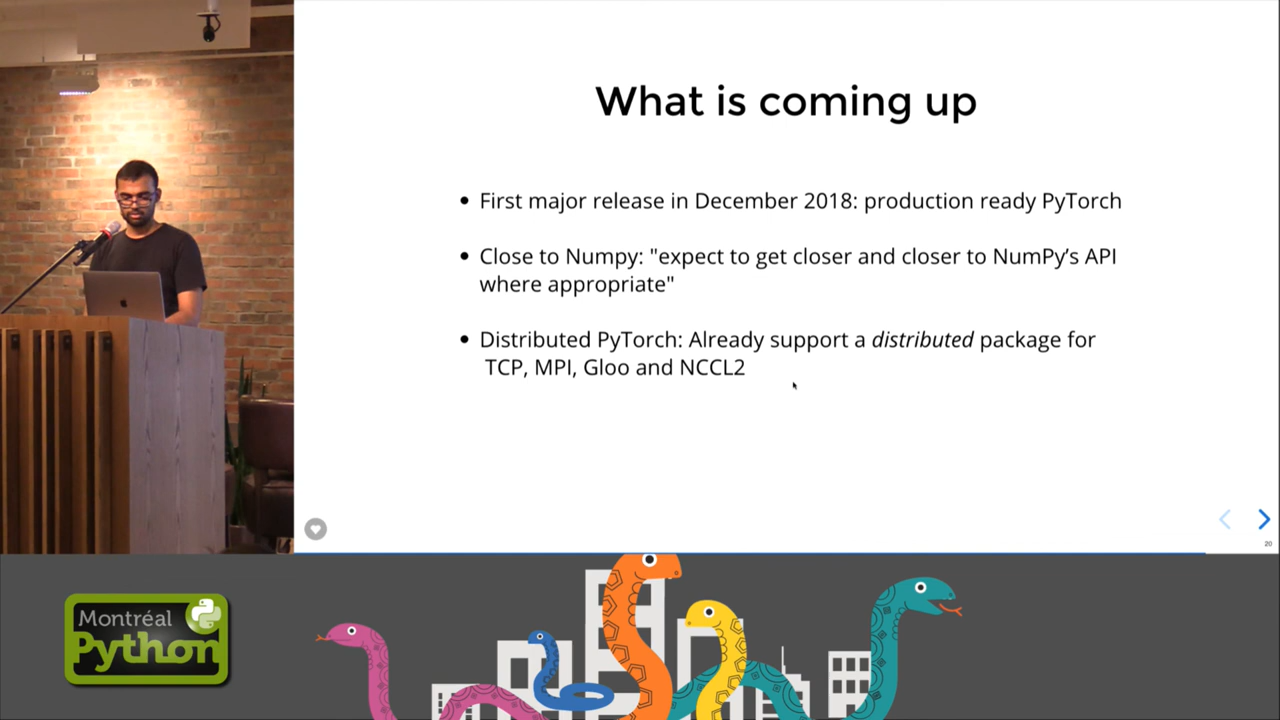 What is coming up
First major release in December 2018: production ready PyTorch
Close to Numpy: "expect to get closer and closer to NumPy’s API
where appropriate"
Distributed PyTorch: Already support a distributed package for
TCP, MPI, Gloo and NCCL2
20
Montréal
Python